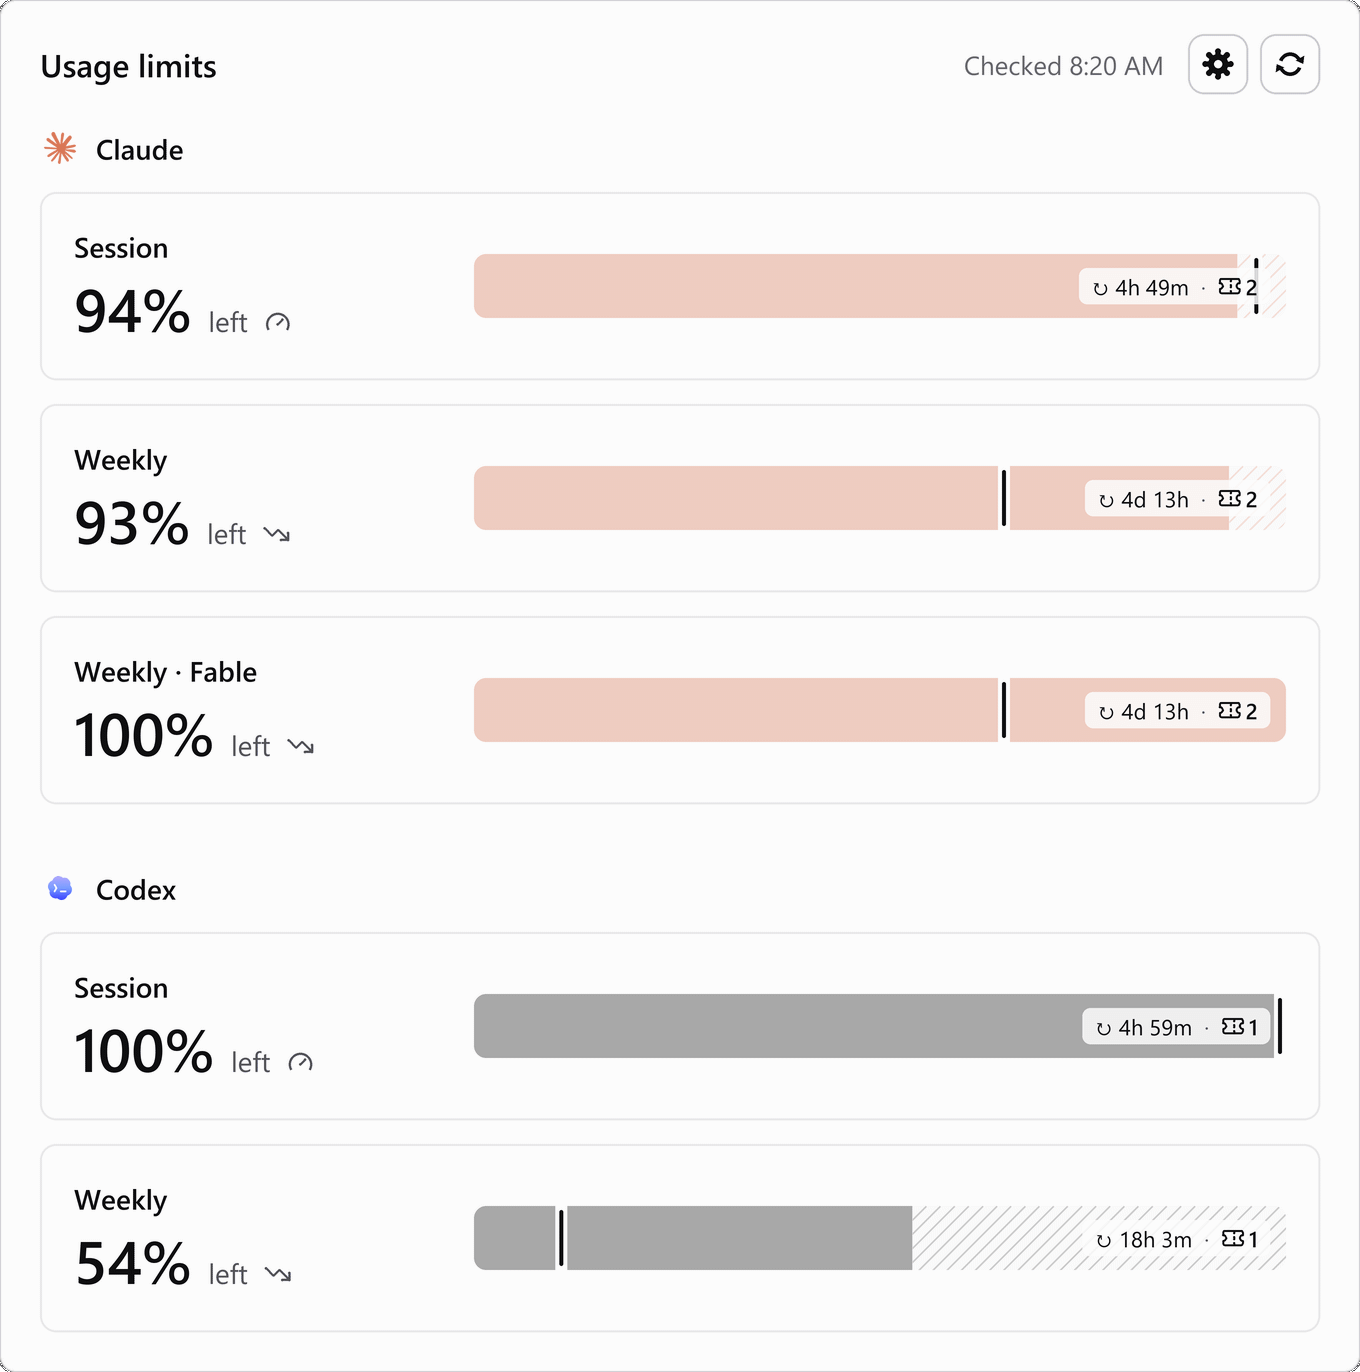 Usage limits
Checked 8:20 AM
Claude
Session
94% left
4h 49m · 2
Weekly
93% left
4d 13h · 2
Weekly · Fable
100% left
4d 13h · 2
Codex
Session
100% left
4h 59m · 1
Weekly
54% left
18h 3m · 1